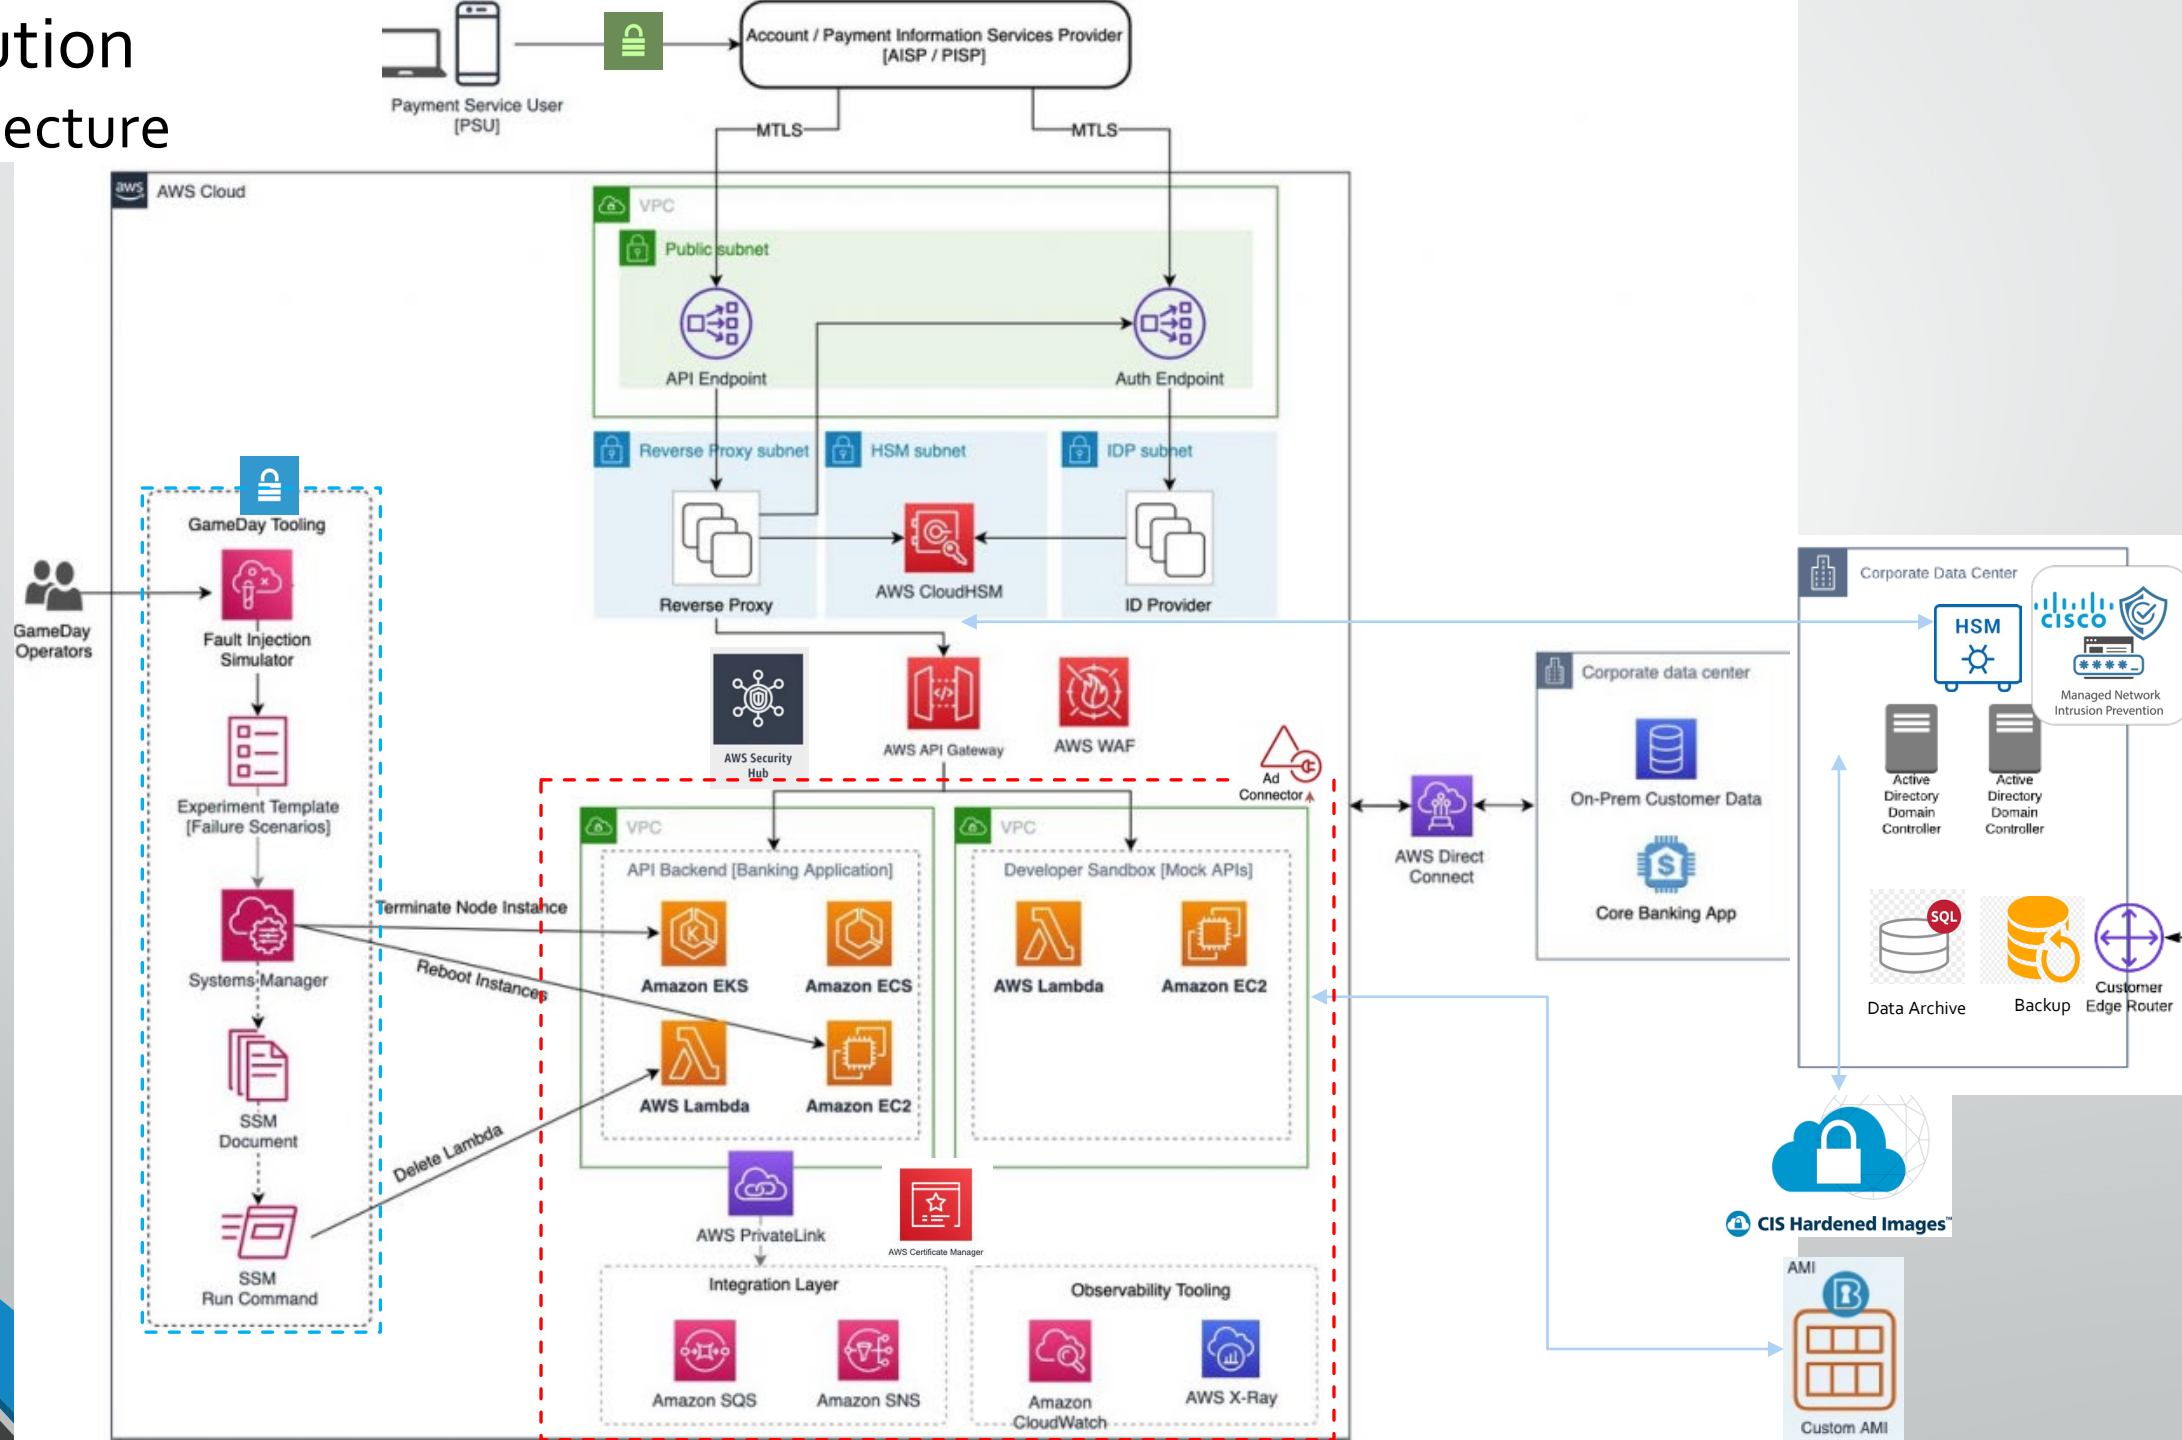 ution
ecture
Payment Service User
[PSU]
Account / Payment Information Services Provider
[AISP / PISP]
MTLS
MTLS
aws
AWS Cloud
VPC
Public subnet
API Endpoint
Auth Endpoint
Reverse Proxy subnet
HSM subnet
IDP subnet
Reverse Proxy
AWS CloudHSM
ID Provider
GameDay
Operators
GameDay Tooling
Fault Injection
Simulator
Experiment Template
[Failure Scenarios]
Systems Manager
SSM
Document
SSM
Run Command
Terminate Node Instance
Reboot Instances
Delete Lambda
AWS Security
Hub
AWS API Gateway
AWS WAF
Ad
Connector
VPC
API Backend [Banking Application]
K
Amazon EKS
Amazon ECS
AWS Lambda
Amazon EC2
VPC
Developer Sandbox [Mock APIs]
AWS Lambda
Amazon EC2
AWS PrivateLink
AWS Certificate Manager
Integration Layer
Amazon SQS
Amazon SNS
Observability Tooling
Amazon
CloudWatch
AWS X-Ray
AWS Direct
Connect
Corporate data center
On-Prem Customer Data
$
Core Banking App
Corporate Data Center
HSM
CISCO
****_
Managed Network
Intrusion Prevention
Active
Directory
Domain
Controller
Active
Directory
Domain
Controller
SQL
Data Archive
Backup
Customer
Edge Router
CIS Hardened Images™
AMI
B
Custom AMI